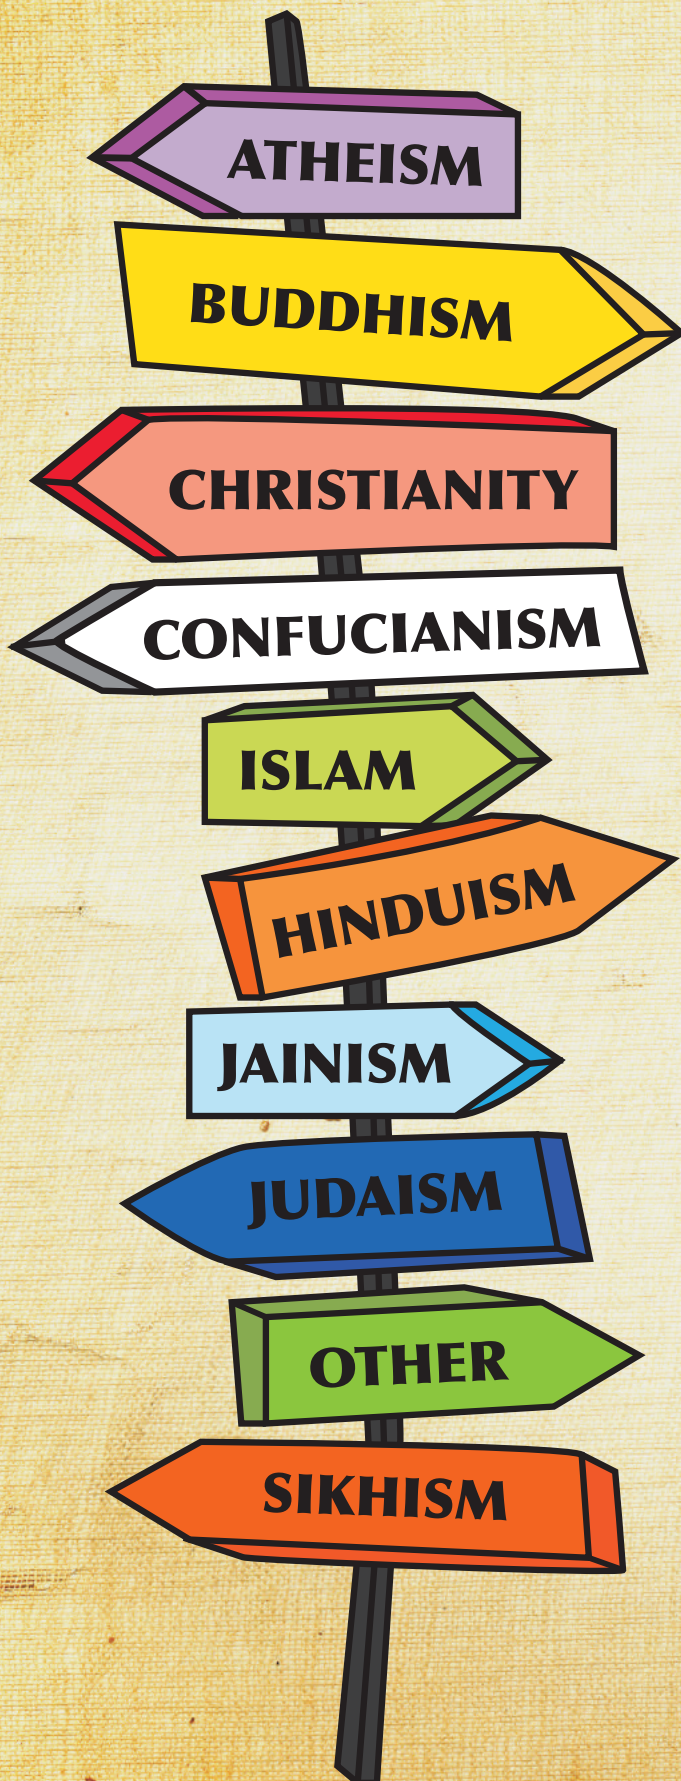 ATHEISM
BUDDHISM
CHRISTIANITY
CONFUCIANISM
ISLAM
HINDUISM
JAINISM
JUDAISM
OTHER
SIKHISM